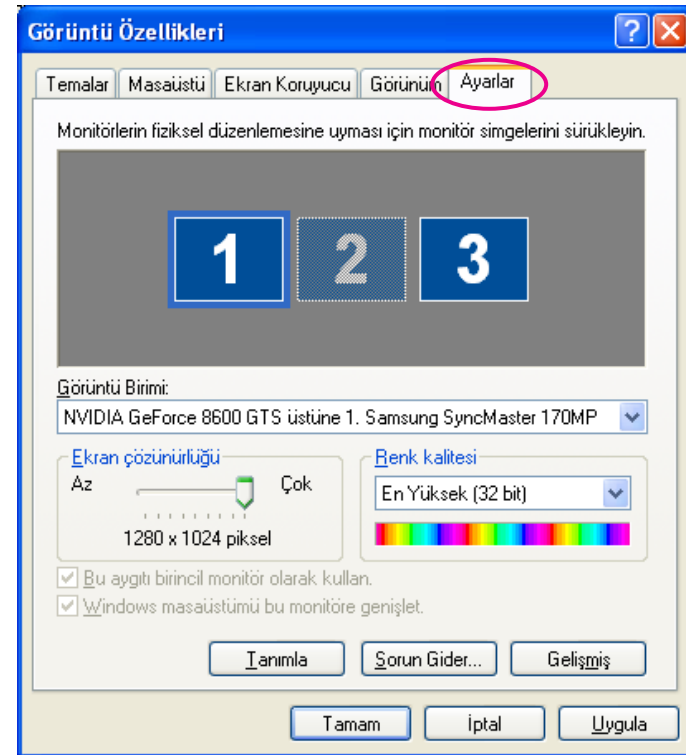 Görüntü Özellikleri
Temalar Masaüstü Ekran Koruyucu Görünüm Ayarlar
Monitörlerin fiziksel düzenlemesine uyması için monitör simgelerini sürükleyin.
1 2 3
Görüntü Birimi:
NVIDIA GeForce 8600 GTS üstüne 1. Samsung SyncMaster 170MP
Ekran çözünürlüğü Renk kalitesi
Az Çok En Yüksek (32 bit)
1280 x 1024 piksel
Bu aygıtı birincil monitör olarak kullan.
Windows masaüstümü bu monitöre genişlet.
Tanımla Sorun Gider... Gelişmiş
Tamam İptal Uygula